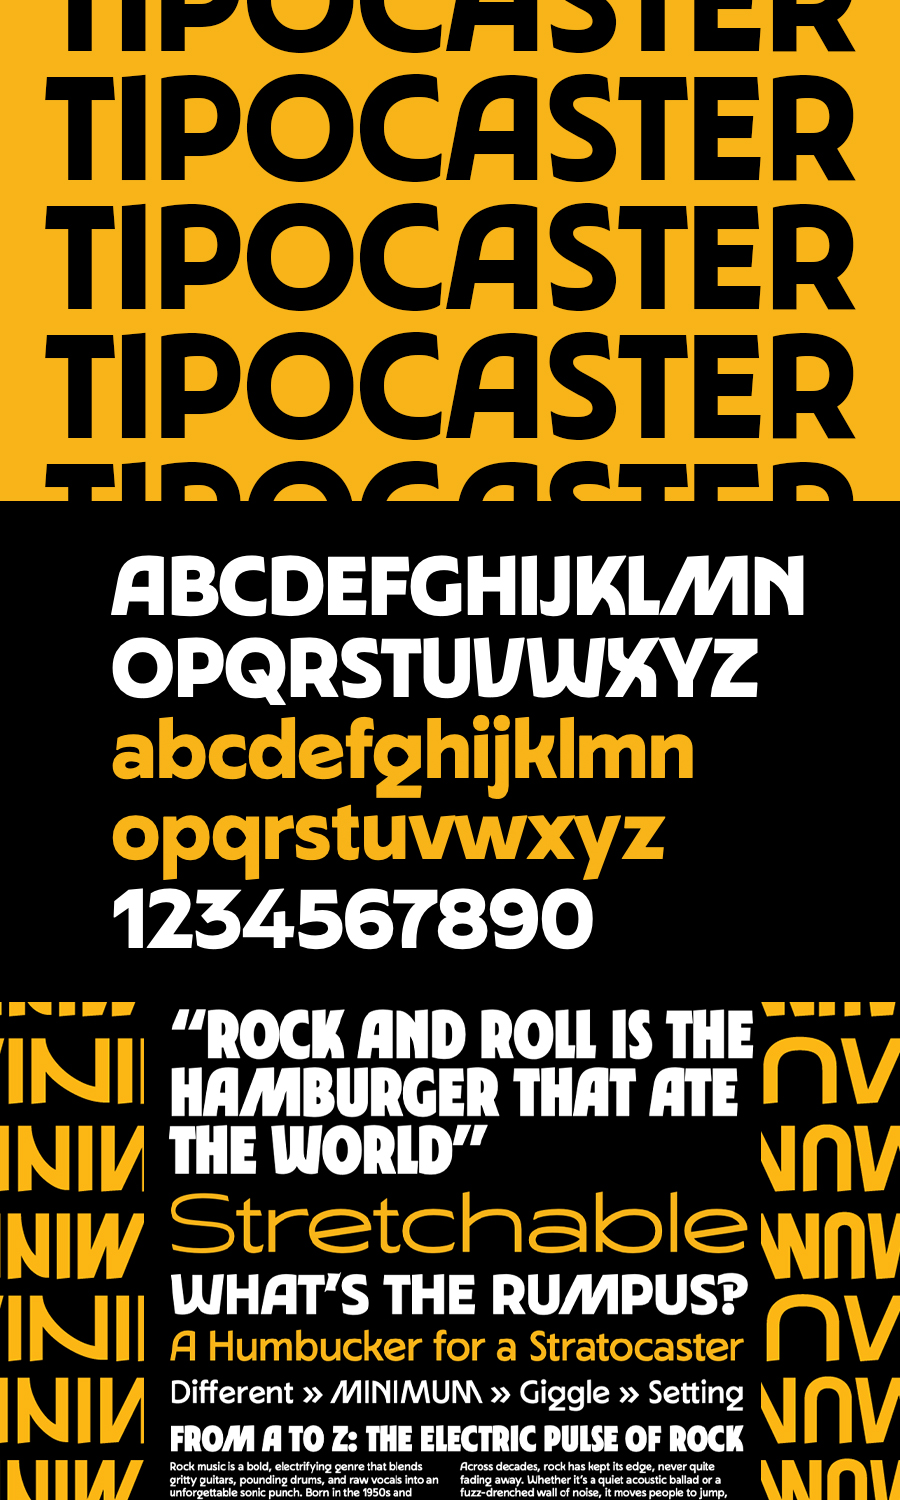 TIPOCASTER
TIPOCASTER
TIPOCASTER
TIPOCASTER
TIPOCASTER
ABCDEFGHIJKLMN
OPQRSTUVWXYZ
abcdefghijklmn
opqrstuvwxyz
1234567890
“ROCK AND ROLL IS THE
HAMBURGER THAT ATE
THE WORLD”
Stretchable
WHAT’S THE RUMPUS?
A Humbucker for a Stratocaster
Different » MINIMUM » Giggle » Setting
FROM A TO Z: THE ELECTRIC PULSE OF ROCK
Rock music is a bold, electrifying genre that blends
gritty guitars, pounding drums, and raw vocals into an
unforgettable sonic punch. Born in the 1950s and
Across decades, rock has kept its edge, never quite
fading away. Whether it’s a quiet acoustic ballad or a
fuzz-drenched wall of noise, it moves people to jump,